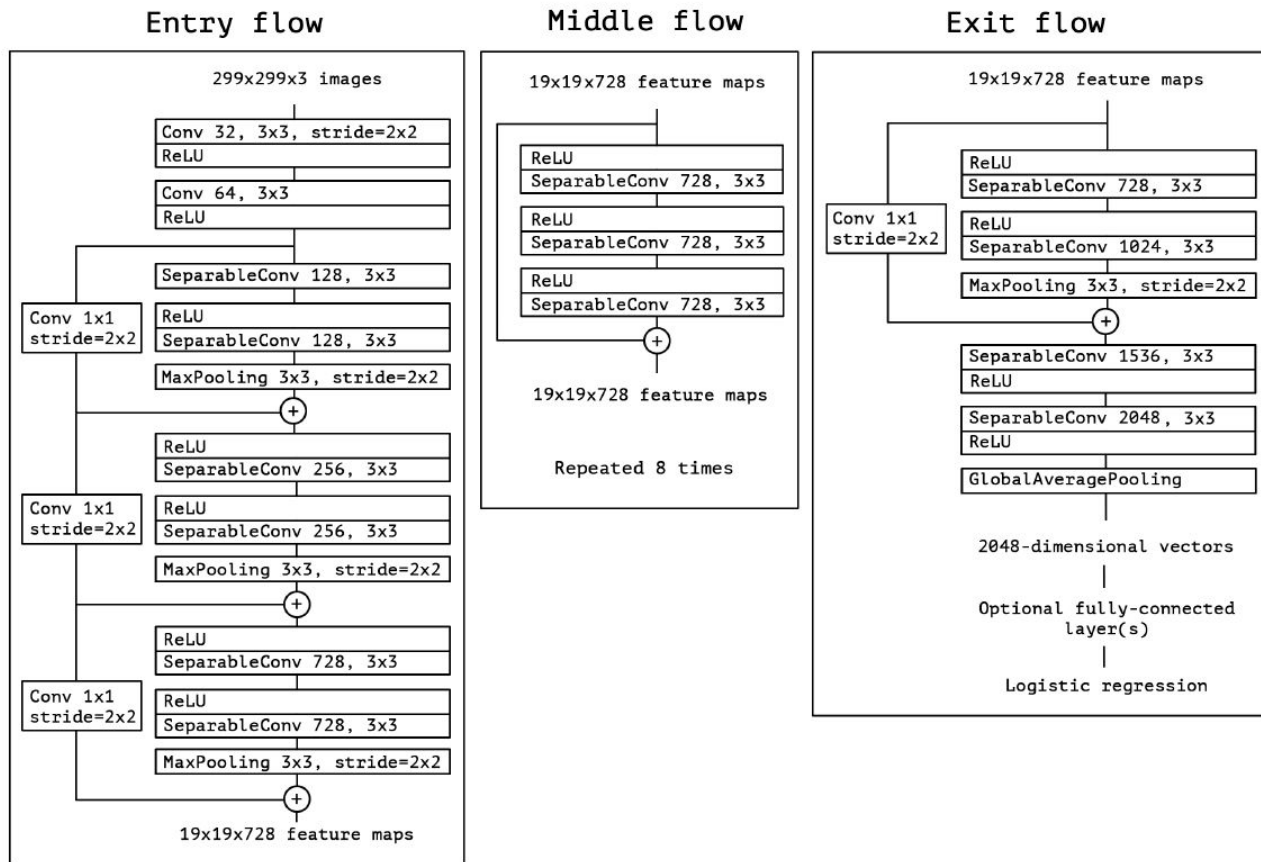 Entry flow
299x299x3 images
Conv 32, 3x3, stride=2x2
ReLU
Conv 64, 3x3
ReLU
SeparableConv 128, 3x3
Conv 1x1
stride=2x2
ReLU
SeparableConv 128, 3x3
MaxPooling 3x3, stride=2x2
+
ReLU
SeparableConv 256, 3x3
Conv 1x1
stride=2x2
ReLU
SeparableConv 256, 3x3
MaxPooling 3x3, stride=2x2
+
ReLU
SeparableConv 728, 3x3
Conv 1x1
stride=2x2
ReLU
SeparableConv 728, 3x3
MaxPooling 3x3, stride=2x2
+
19x19x728 feature maps
Middle flow
19x19x728 feature maps
ReLU
SeparableConv 728, 3x3
ReLU
SeparableConv 728, 3x3
ReLU
SeparableConv 728, 3x3
+
19x19x728 feature maps
Repeated 8 times
Exit flow
19x19x728 feature maps
ReLU
SeparableConv 728, 3x3
Conv 1x1
stride=2x2
ReLU
SeparableConv 1024, 3x3
MaxPooling 3x3, stride=2x2
+
SeparableConv 1536, 3x3
ReLU
SeparableConv 2048, 3x3
ReLU
GlobalAveragePooling
2048-dimensional vectors
Optional fully-connected
layer(s)
Logistic regression